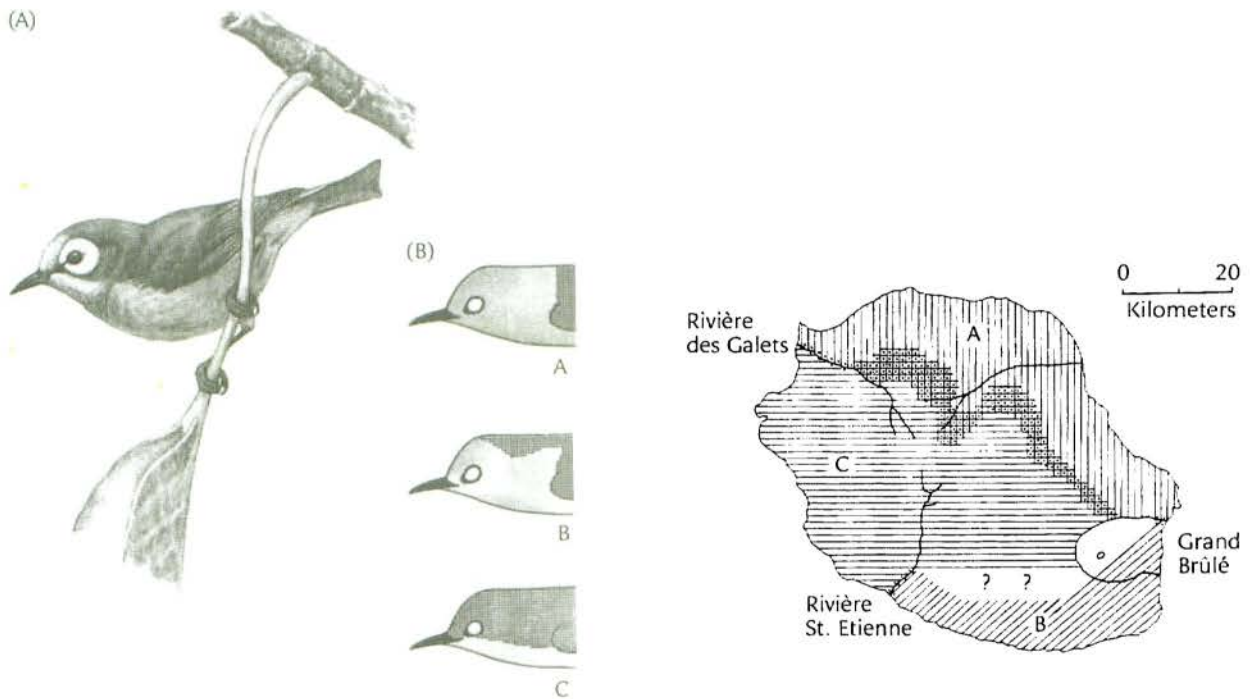 (A)
(B)
A
B
C
0 20
Kilometers
Rivière
des Galets
A
C
Grand
Brûlé
? ?
Rivière
St. Etienne
B